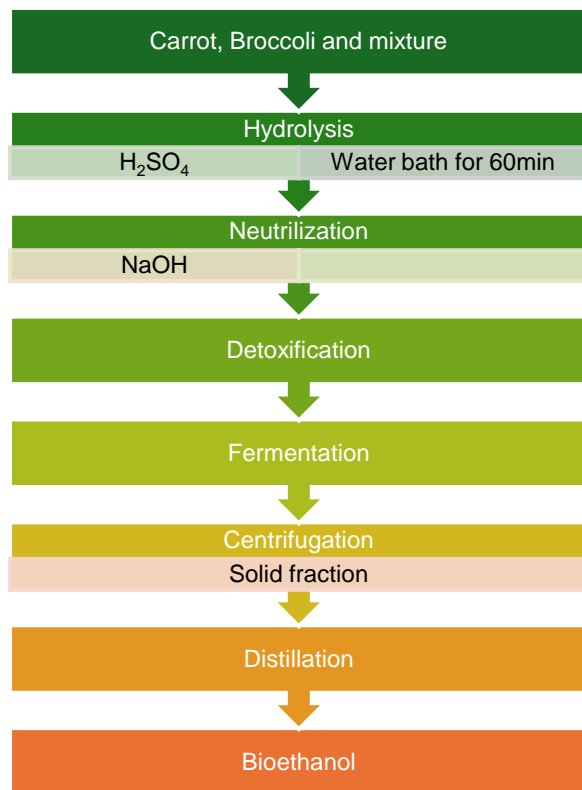 Carrot, Broccoli and mixture
Hydrolysis
H₂SO₄
Water bath for 60min
Neutrilization
NaOH
Detoxification
Fermentation
Centrifugation
Solid fraction
Distillation
Bioethanol